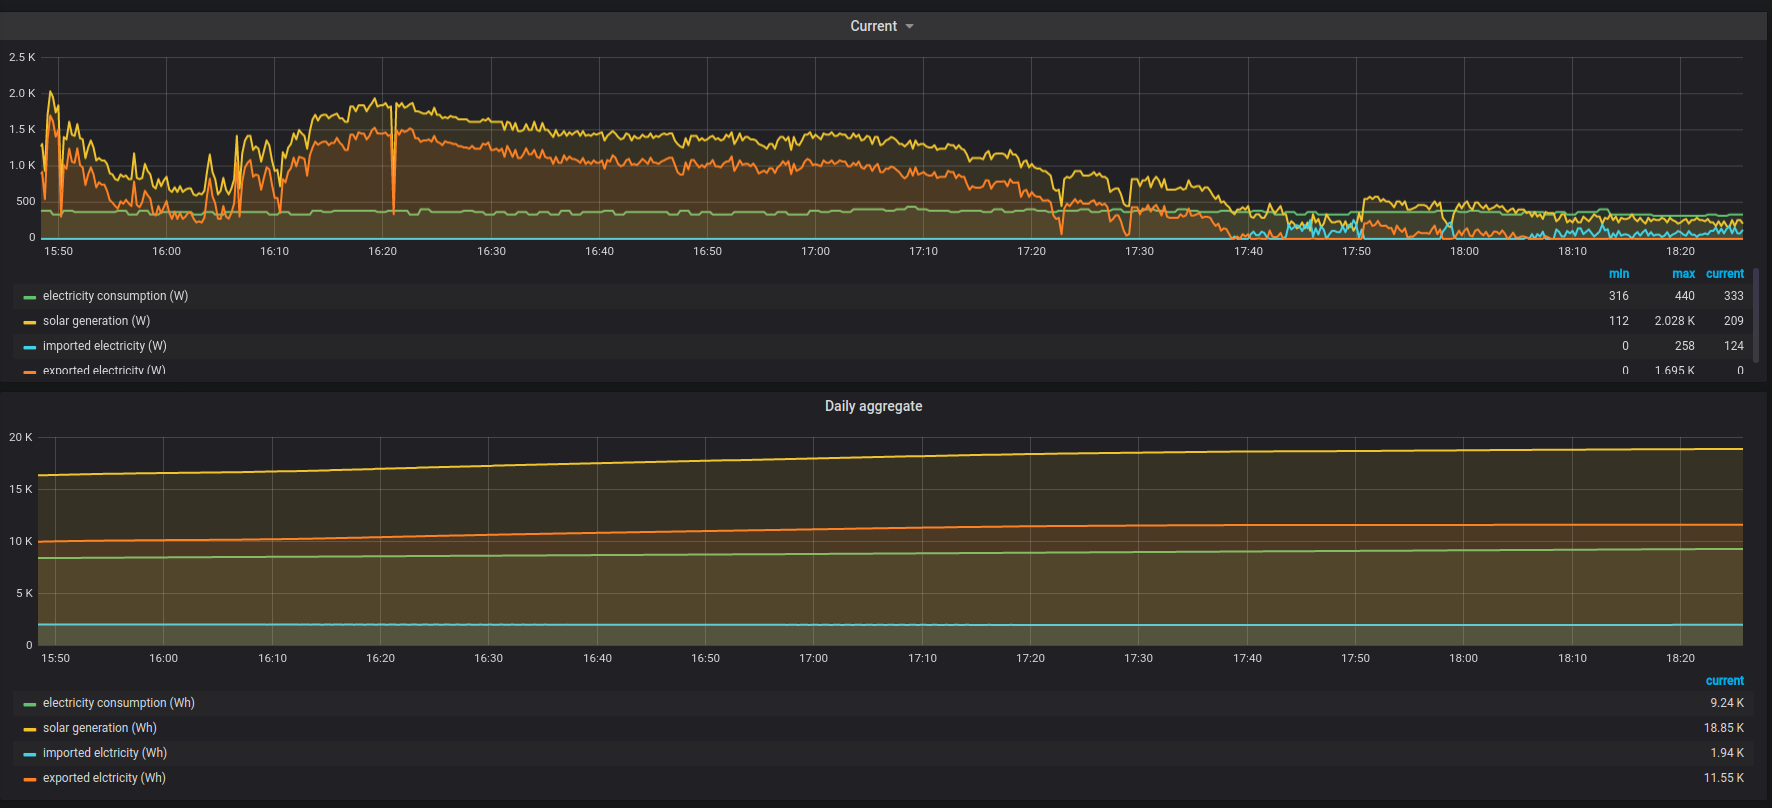 Current
2.5 K
2.0 K
1.5 K
1.0 K
500
0
15:50 16:00 16:10 16:20 16:30 16:40 16:50 17:00 17:10 17:20 17:30 17:40 17:50 18:00 18:10 18:20
min max current
electricity consumption (W) 316 440 333
solar generation (W) 112 2.028 K 209
imported electricity (W) 0 258 124
exported electricity (W) 0 1.695 K 0
Daily aggregate
20 K
15 K
10 K
5 K
0
15:50 16:00 16:10 16:20 16:30 16:40 16:50 17:00 17:10 17:20 17:30 17:40 17:50 18:00 18:10 18:20
current
electricity consumption (Wh) 9.24 K
solar generation (Wh) 18.85 K
imported elctricity (Wh) 1.94 K
exported elctricity (Wh) 11.55 K